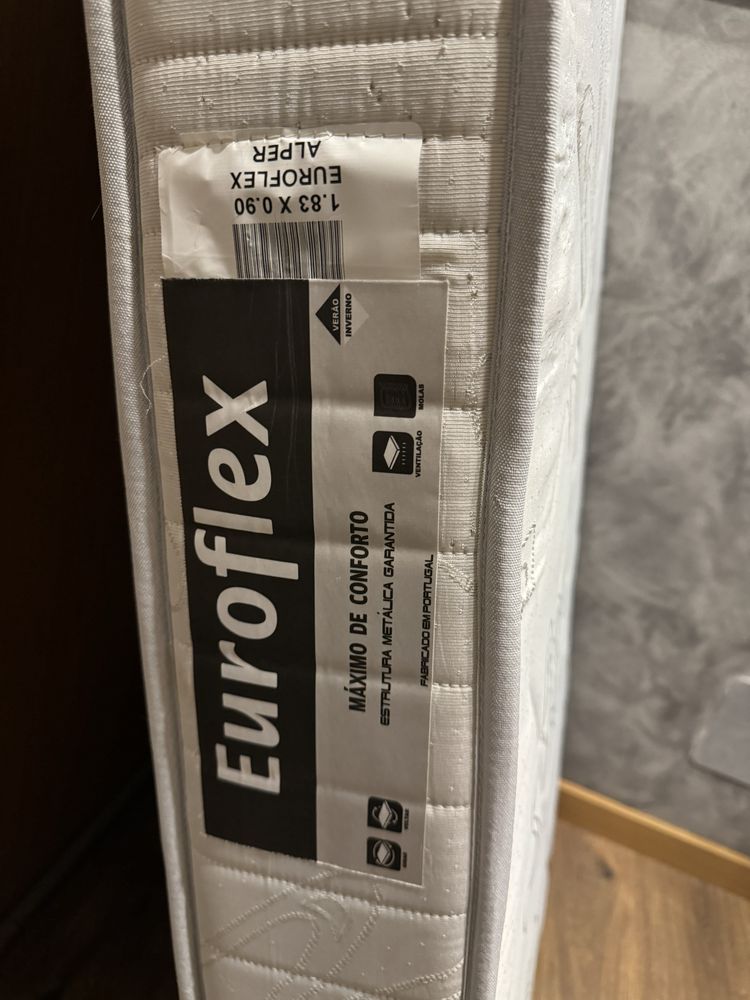 1.83 X 0.90
EUROFLEX
ALPER
Euroflex
VERÃO
INVERNO
MOLAS
VENTILAÇÃO
MÁXIMO DE CONFORTO
ESTRUTURA METÁLICA GARANTIDA
FABRICADO EM PORTUGAL